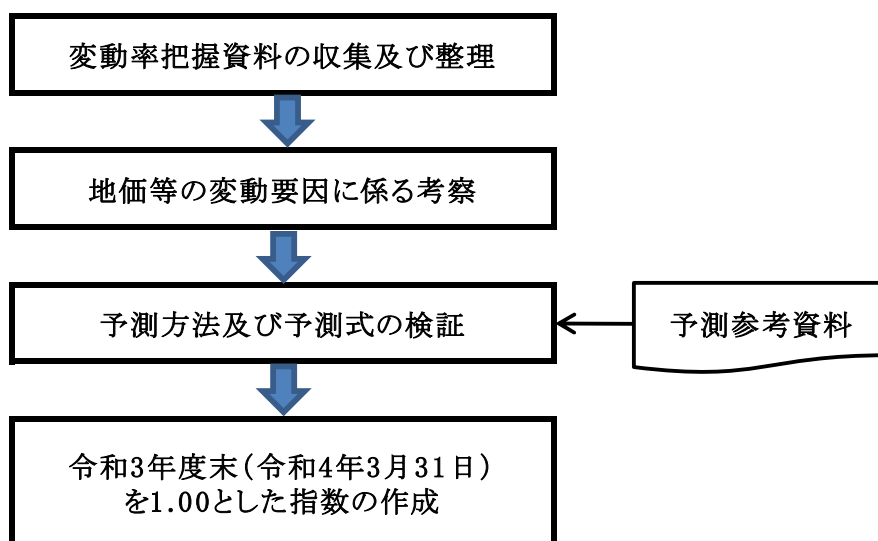 変動率把握資料の収集及び整理
地価等の変動要因に係る考察
予測方法及び予測式の検証
予測参考資料
令和3年度末(令和4年3月31日)
を1.00とした指数の作成